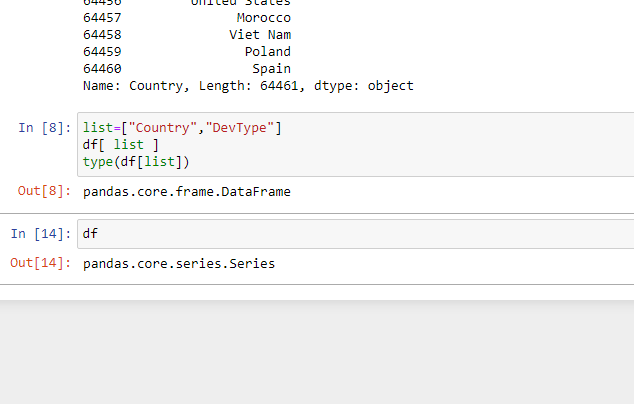 64456 United States
64457 Morocco
64458 Viet Nam
64459 Poland
64460 Spain
Name: Country, Length: 64461, dtype: object
In [8]: list=["Country","DevType"]
df[ list ]
type(df[list])
Out[8]: pandas.core.frame.DataFrame
In [14]: df
Out[14]: pandas.core.series.Series